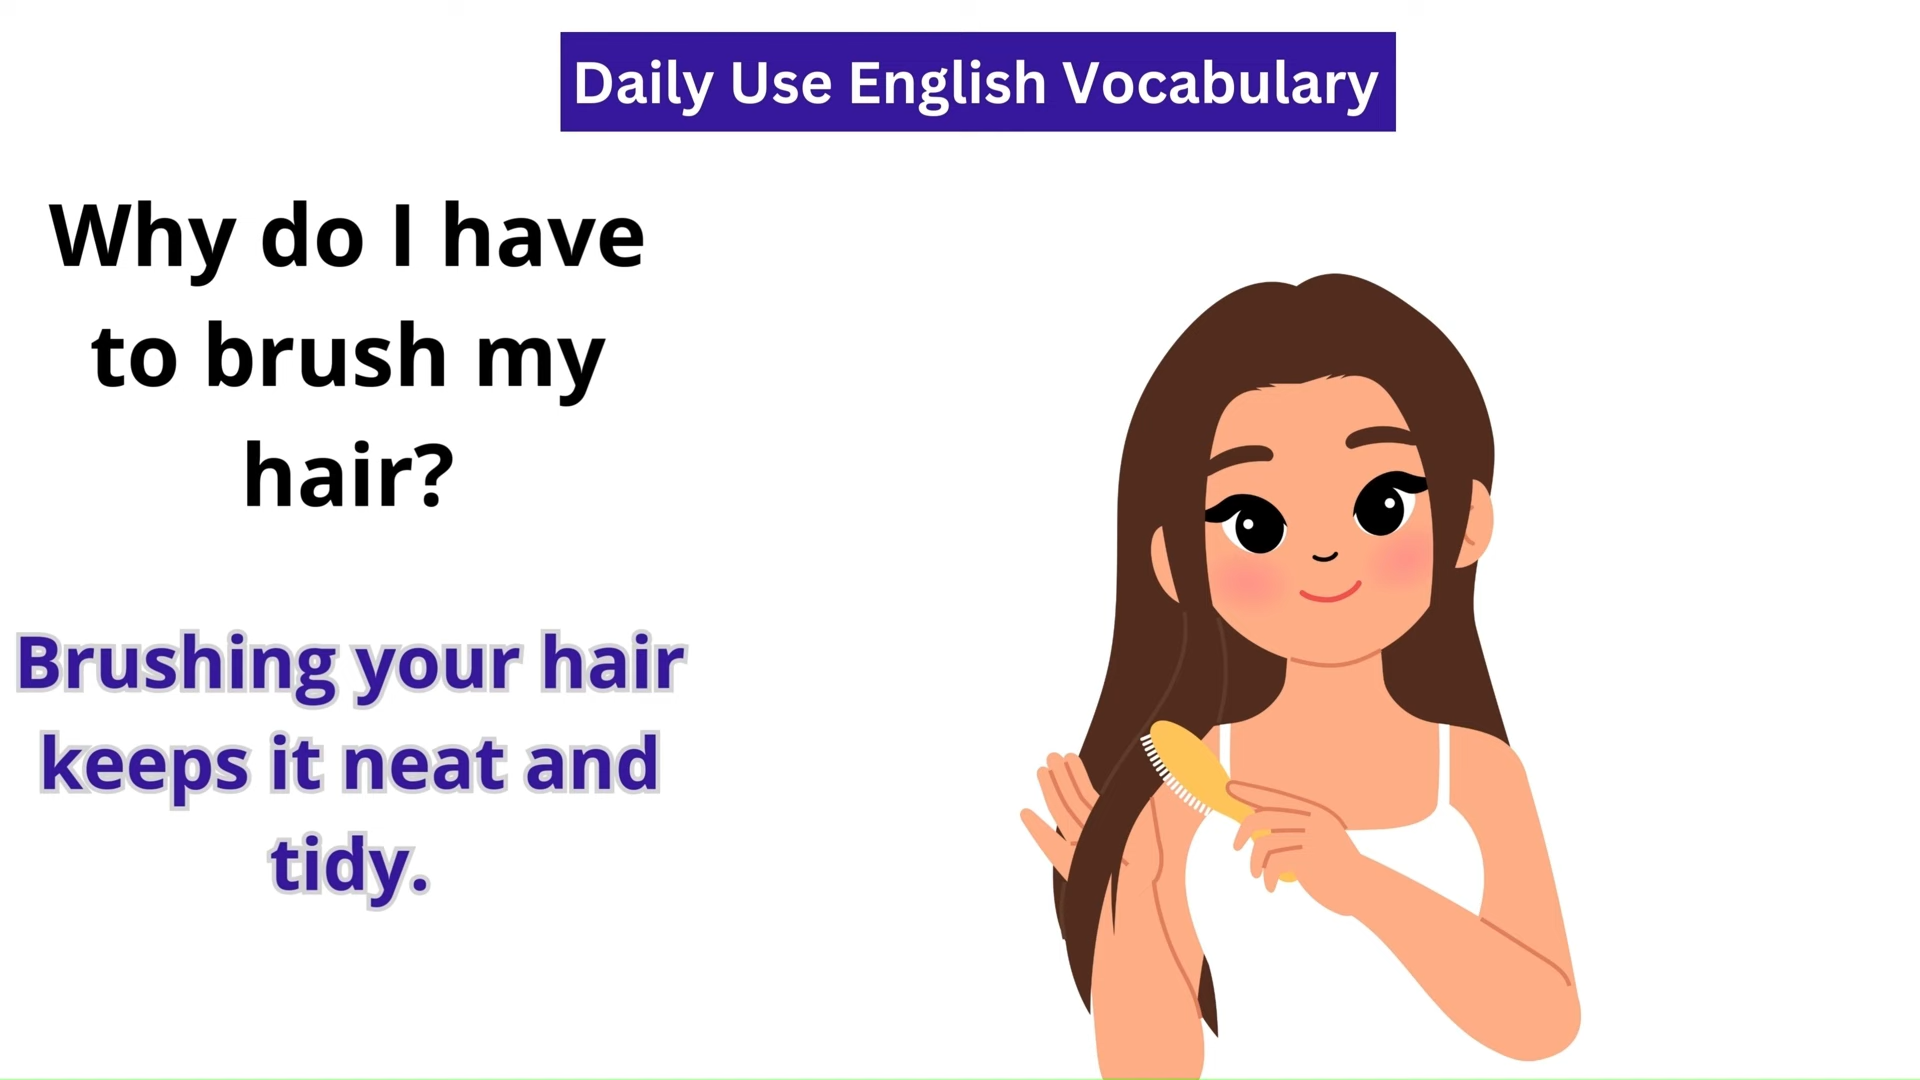 Daily Use English Vocabulary
Why do I have
to brush my
hair?
Brushing your hair
keeps it neat and
tidy.